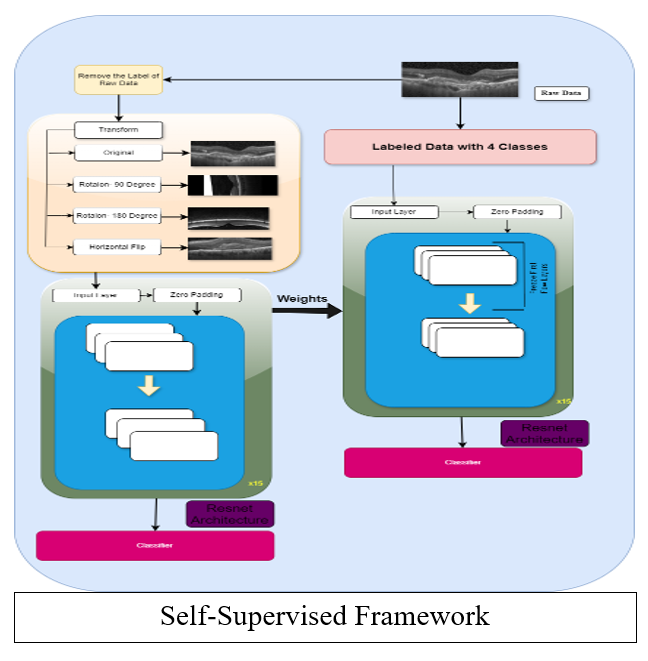 Remove the Label of
Raw Data
Raw Data
Transform
Labeled Data with 4 Classes
Original
Rotaion- 90 Degree
Rotaion- 180 Degree
Horizontal Flip
Input Layer
Zero Padding
Input Layer
Zero Padding
Weights
x15
Resnet
Architecture
Classifier
x15
Resnet
Architecture
Classifier
Self-Supervised Framework